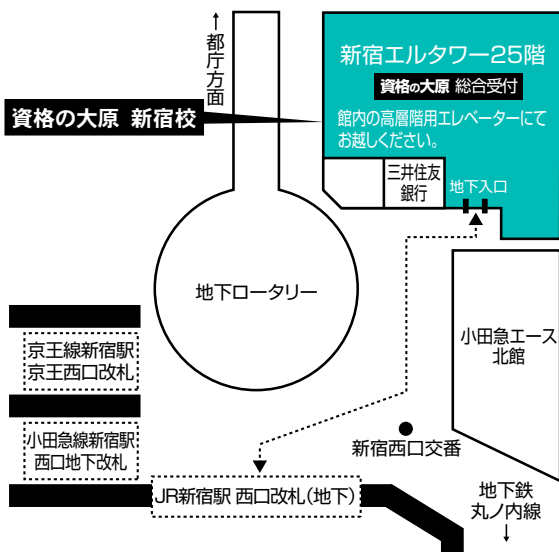 ↑都庁方面
新宿エルタワー25階
資格の大原 総合受付
館内の高層階用エレベーターにて
お越しください。
資格の大原 新宿校
三井住友
銀行
地下入口
地下ロータリー
小田急エース
北館
京王線新宿駅
京王西口改札
小田急線新宿駅
西口地下改札
新宿西口交番
JR新宿駅 西口改札(地下)
地下鉄
丸ノ内線
↓